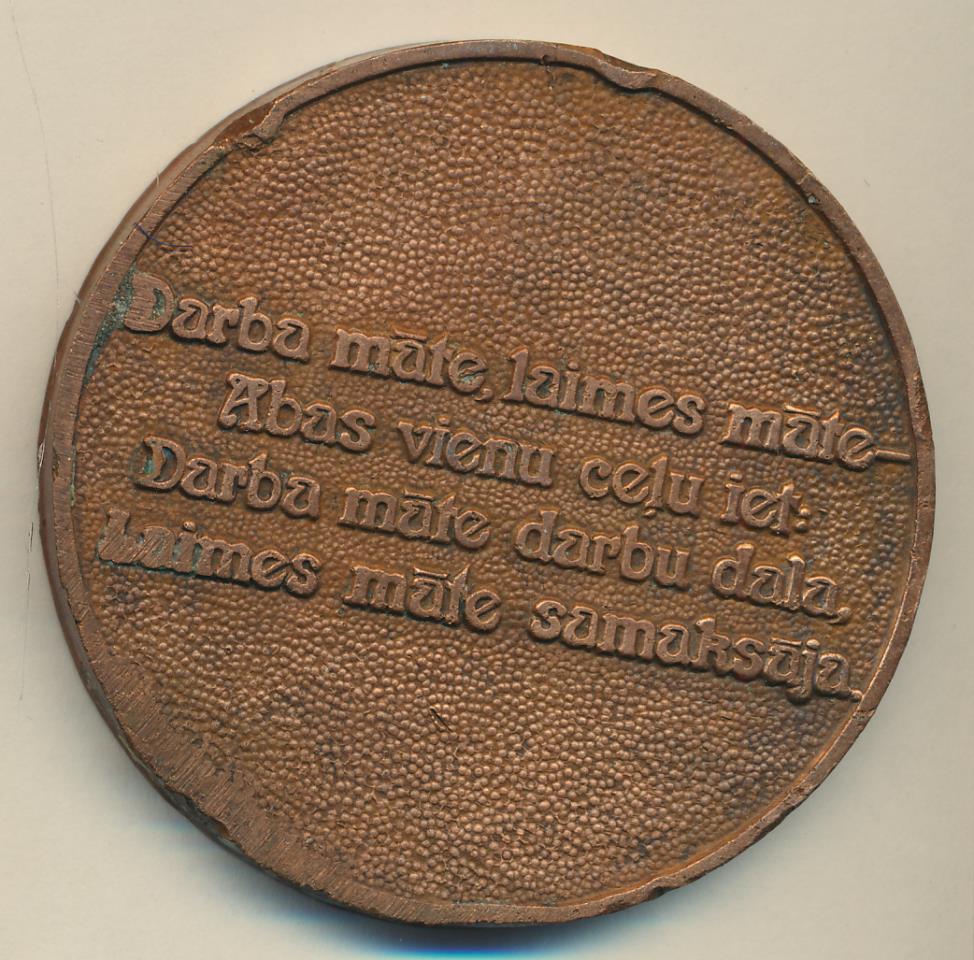 Darba māte, laimes māte–
Abas vienu ceļu iet:
Darba māte darbu dala,
Laimes māte samaksāja.